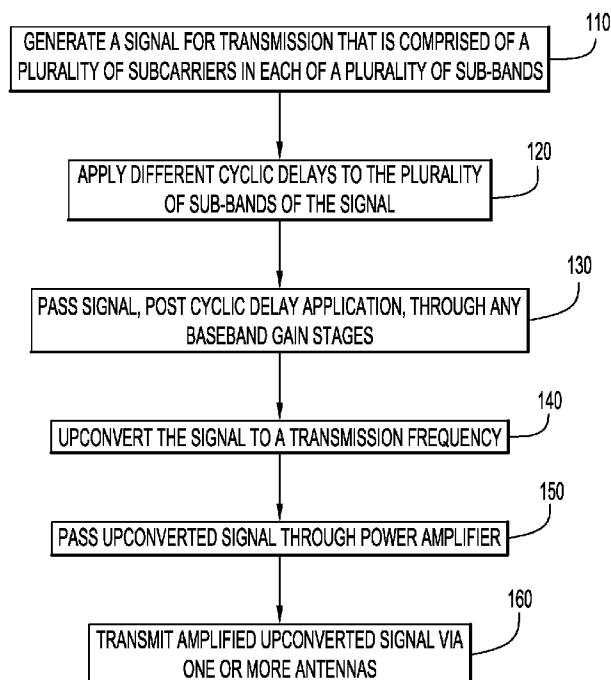 110
GENERATE A SIGNAL FOR TRANSMISSION THAT IS COMPRISED OF A
PLURALITY OF SUBCARRIERS IN EACH OF A PLURALITY OF SUB-BANDS
120
APPLY DIFFERENT CYCLIC DELAYS TO THE PLURALITY
OF SUB-BANDS OF THE SIGNAL
130
PASS SIGNAL, POST CYCLIC DELAY APPLICATION, THROUGH ANY
BASEBAND GAIN STAGES
140
UPCONVERT THE SIGNAL TO A TRANSMISSION FREQUENCY
150
PASS UPCONVERTED SIGNAL THROUGH POWER AMPLIFIER
160
TRANSMIT AMPLIFIED UPCONVERTED SIGNAL VIA
ONE OR MORE ANTENNAS